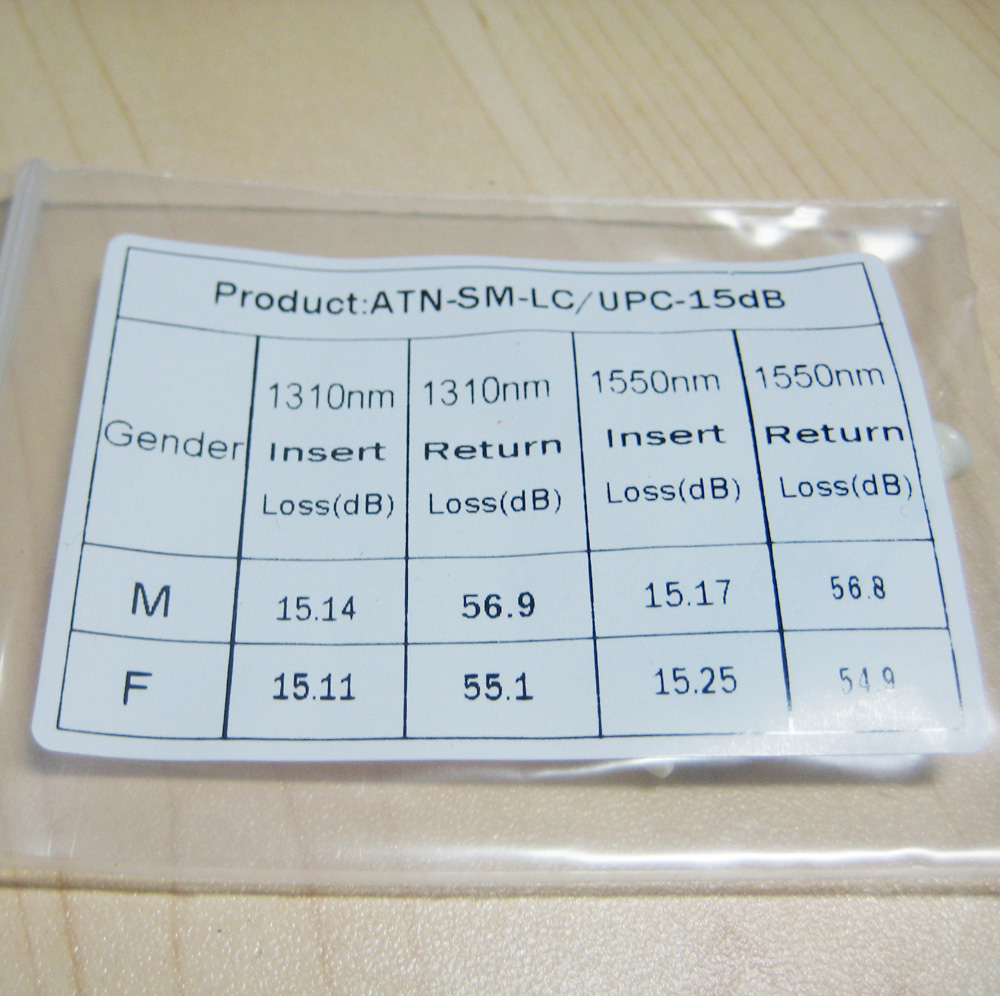 Product:ATN-SM-LC/UPC-15dB
Gender 1310nm Insert Loss(dB) 1310nm Return Loss(dB) 1550nm Insert Loss(dB) 1550nm Return Loss(dB)
M 15.14 56.9 15.17 56.8
F 15.11 55.1 15.25 54.9